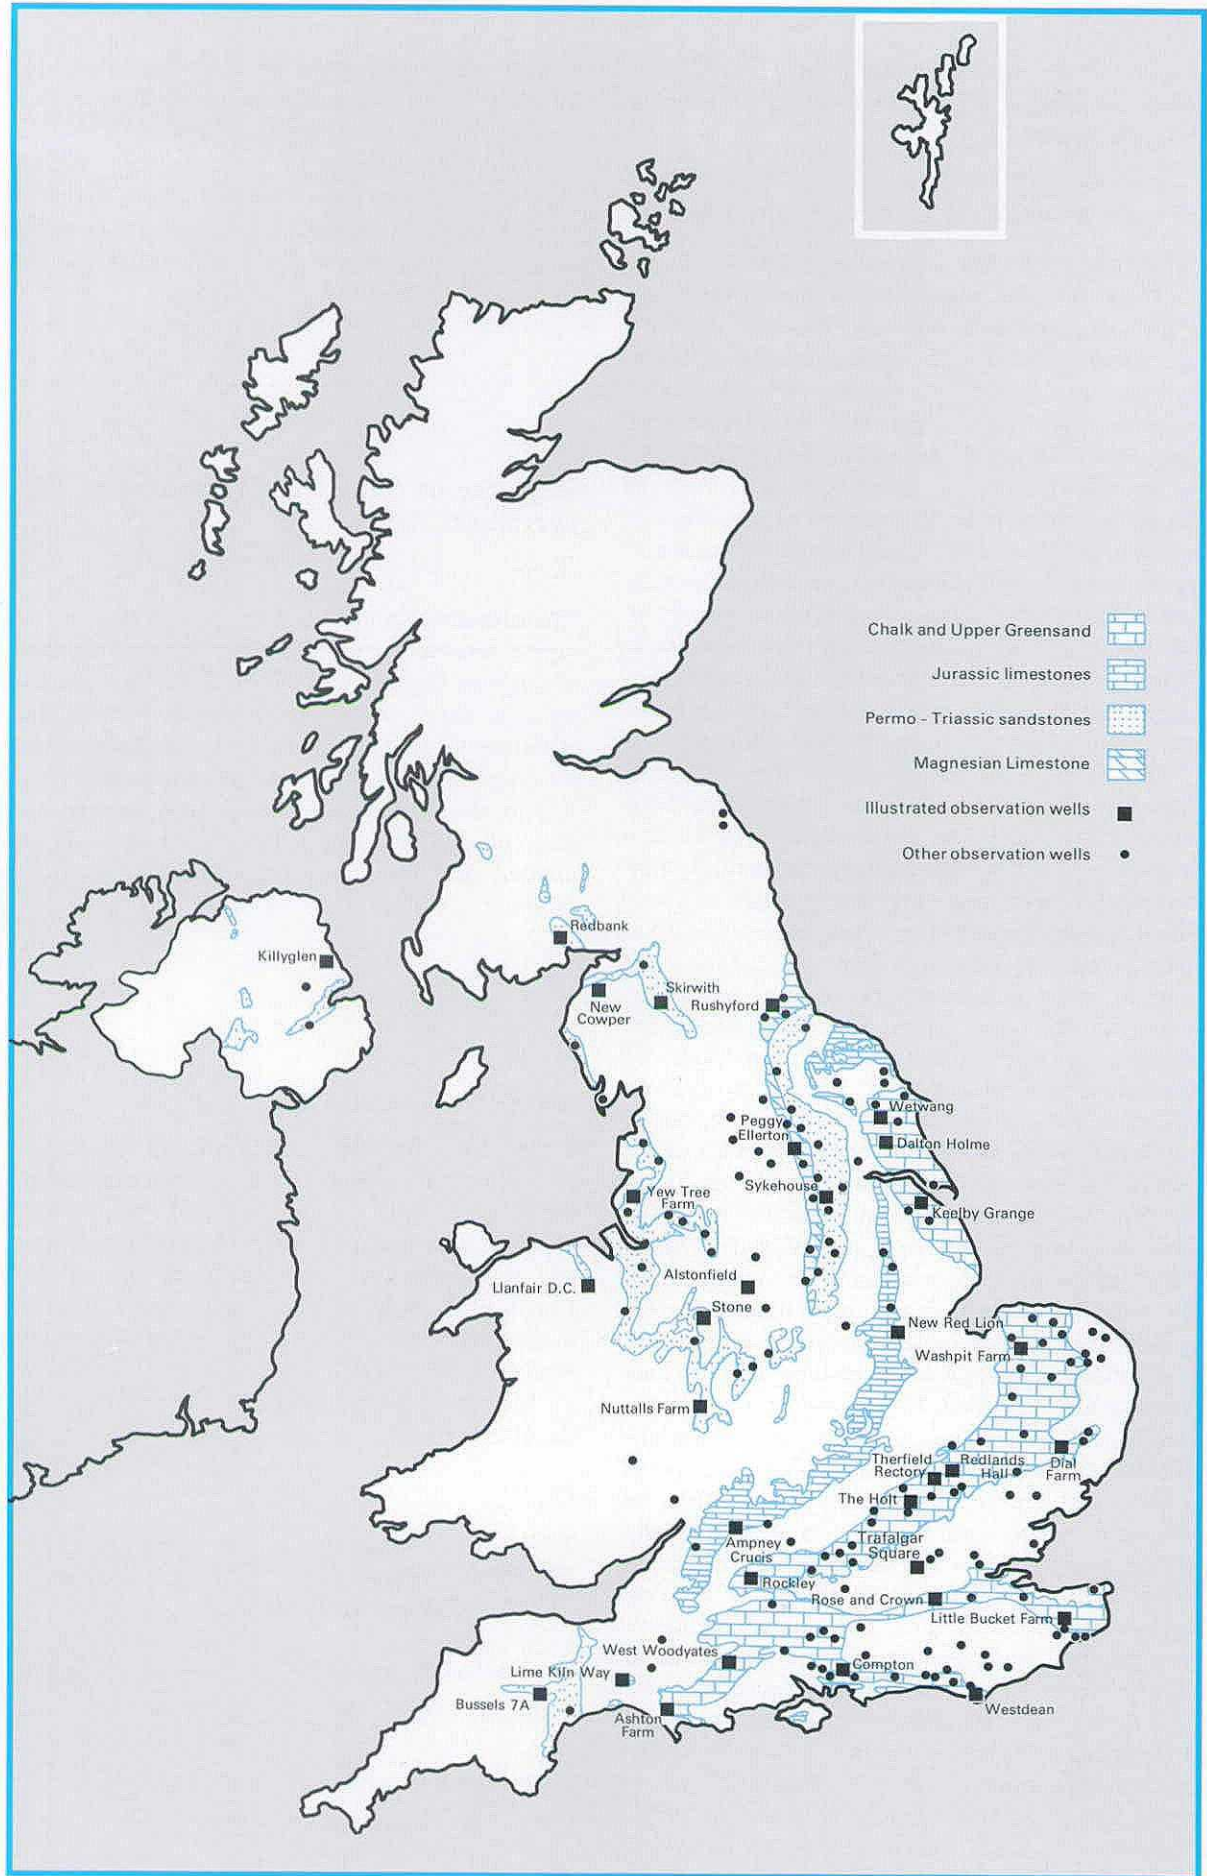 Chalk and Upper Greensand
Jurassic limestones
Permo - Triassic sandstones
Magnesian Limestone
Illustrated observation wells
Other observation wells
Redbank
Killyglen
Skirwith
Rushyford
New
Cowper
Wetwang
Peggy
Ellerton
Dalton Holme
Sykehouse
Yew Tree
Farm
Keelby Grange
Alstonfield
Llanfair D.C.
Stone
New Red Lion
Washpit Farm
Nuttalls Farm
Therfield
Rectory
Redlands
Hall
Dial
Farm
The Holt
Ampney
Crucis
Trafalgar
Square
Rockley
Rose and Crown
Little Bucket Farm
West Woodyates
Lime Kiln Way
Compton
Bussels 7A
Ashton
Farm
Westdean